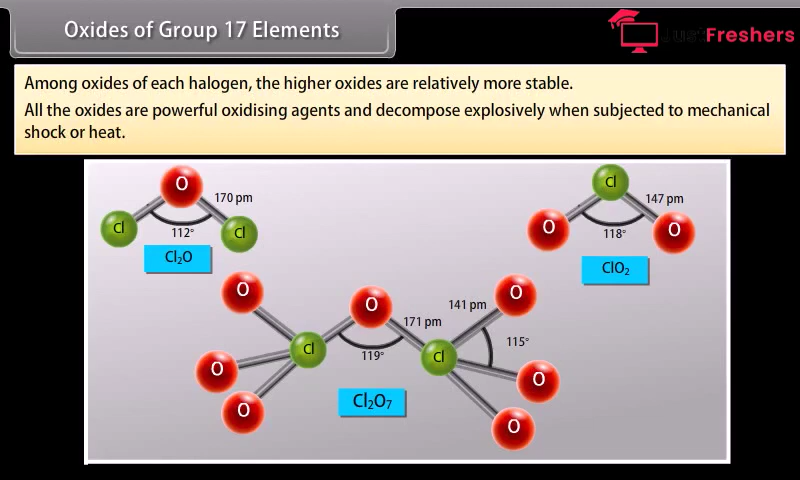 Oxides of Group 17 Elements
Just Freshers
Among oxides of each halogen, the higher oxides are relatively more stable.
All the oxides are powerful oxidising agents and decompose explosively when subjected to mechanical
shock or heat.
O
170 pm
Cl
Cl
112°
Cl₂O
Cl
147 pm
O
O
118°
ClO₂
O
O
O
141 pm
171 pm
Cl
Cl
115°
119°
O
O
O
O
Cl₂O₇